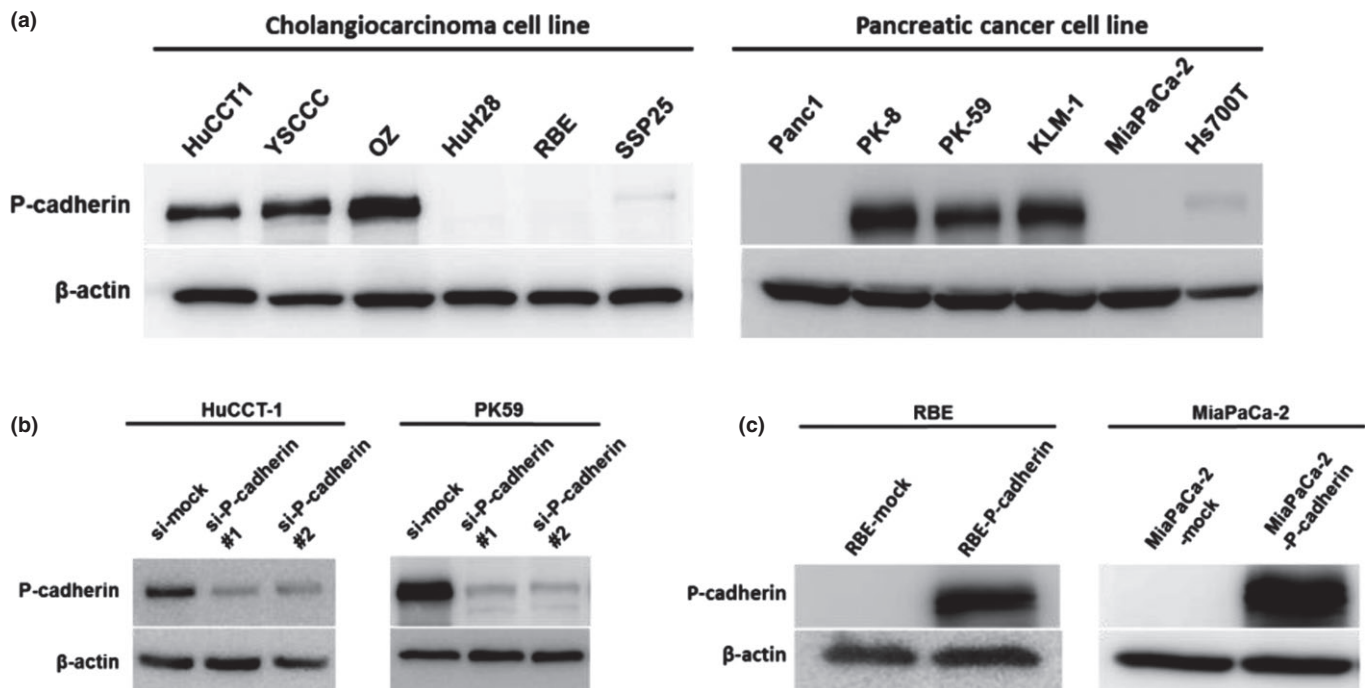 (a)
Cholangiocarcinoma cell line
Pancreatic cancer cell line
HuCCT1
YSCCC
OZ
HuH28
RBE
SSP25
Panc1
PK-8
PK-59
KLM-1
MiaPaCa-2
Hs700T
P-cadherin
β-actin
(b)
HuCCT-1
PK59
si-mock
si-P-cadherin
#1
si-P-cadherin
#2
si-mock
si-P-cadherin
#1
si-P-cadherin
#2
P-cadherin
β-actin
(c)
RBE
MiaPaCa-2
RBE-mock
RBE-P-cadherin
MiaPaCa-2
-mock
MiaPaCa-2
-P-cadherin
P-cadherin
β-actin